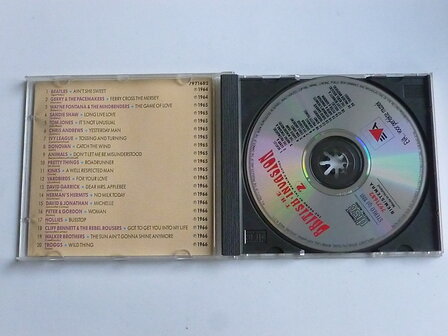 7971692
1 BEATLES • AIN'T SHE SWEET ℗ 1964
2 GERRY & THE PACEMAKERS • FERRY CROSS THE MERSEY ℗ 1964
3 WAYNE FONTANA & THE MINDBENDERS • THE GAME OF LOVE ℗ 1965
4 SANDIE SHAW • LONG LIVE LOVE ℗ 1965
5 TOM JONES • IT'S NOT UNUSUAL ℗ 1965
6 CHRIS ANDREWS • YESTERDAY MAN ℗ 1965
7 IVY LEAGUE • TOSSING AND TURNING ℗ 1965
8 DONOVAN • CATCH THE WIND ℗ 1965
9 ANIMALS • DON'T LET ME BE MISUNDERSTOOD ℗ 1965
10 PRETTY THINGS • ROADRUNNER ℗ 1965
11 KINKS • A WELL RESPECTED MAN ℗ 1965
12 YARDBIRDS • FOR YOUR LOVE ℗ 1965
13 DAVID GARRICK • DEAR MRS. APPLEBEE ℗ 1966
14 HERMAN'S HERMITS • NO MILK TODAY ℗ 1966
15 DAVID & JONATHAN • MICHELLE ℗ 1966
16 PETER & GORDON • WOMAN ℗ 1966
17 HOLLIES • BUSSTOP ℗ 1966
18 CLIFF BENNETT & THE REBEL ROUSERS • GOT TO GET YOU INTO MY LIFE ℗ 1966
19 WALKER BROTHERS • THE SUN AIN'T GONNA SHINE ANYMORE ℗ 1966
20 TROGGS • WILD THING ℗ 1966
THE
BRITISH INVASION
2
EVA